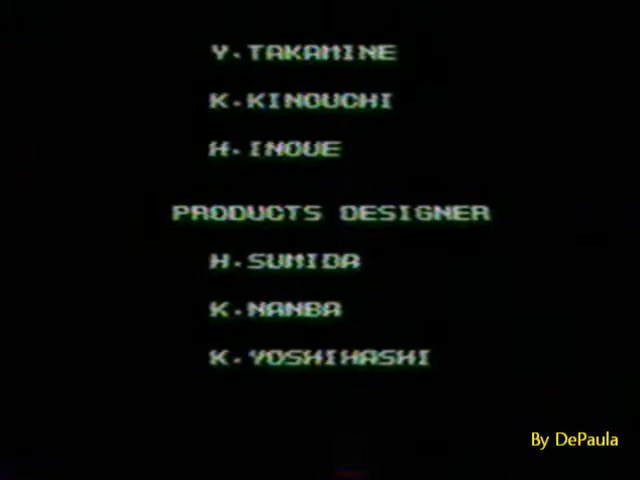 Y.TAKAMINE
K.KINOUCHI
H.INOUE
PRODUCTS DESIGNER
H.SUMIDA
K.NANBA
K.YOSHIHASHI
By DePaula